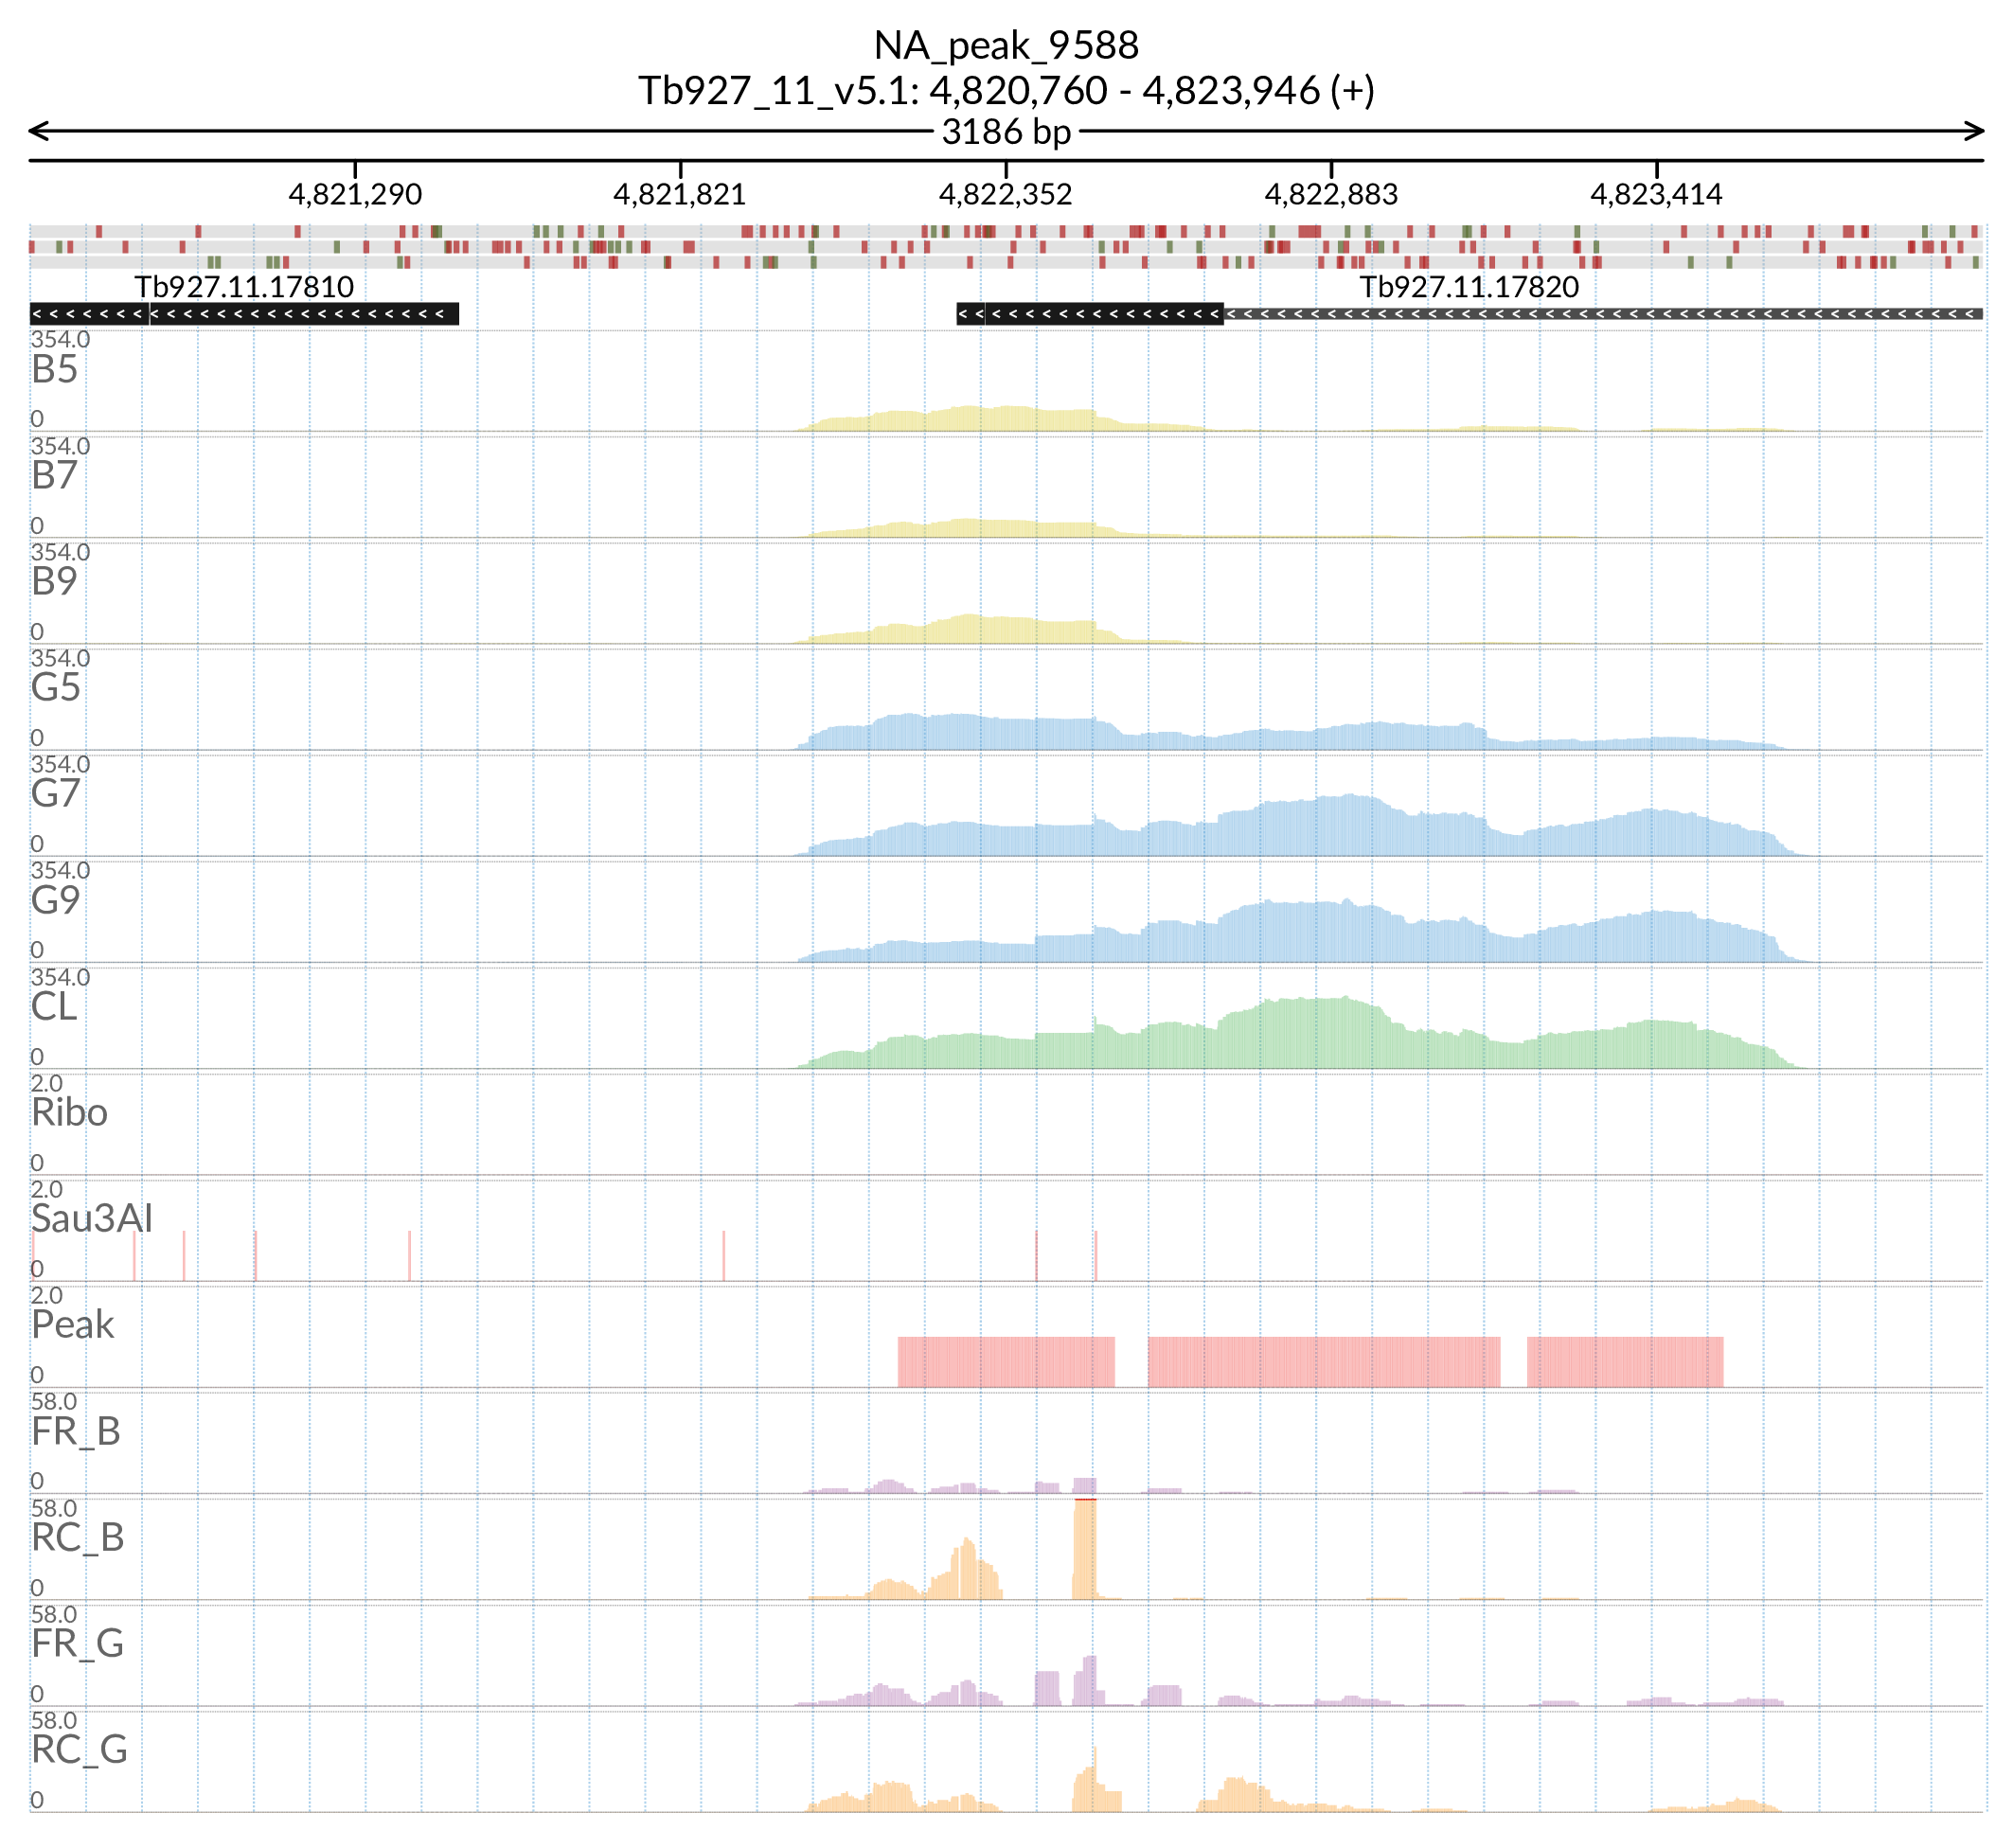 NA_peak_9588
Tb927_11_v5.1: 4,820,760 - 4,823,946 (+)
3186 bp
4,821,290 4,821,821 4,822,352 4,822,883 4,823,414
Tb927.11.17810 Tb927.11.17820
354.0
B5
0
354.0
B7
0
354.0
B9
0
354.0
G5
0
354.0
G7
0
354.0
G9
0
354.0
CL
0
2.0
Ribo
0
2.0
Sau3AI
0
2.0
Peak
0
58.0
FR_B
0
58.0
RC_B
0
58.0
FR_G
0
58.0
RC_G
0